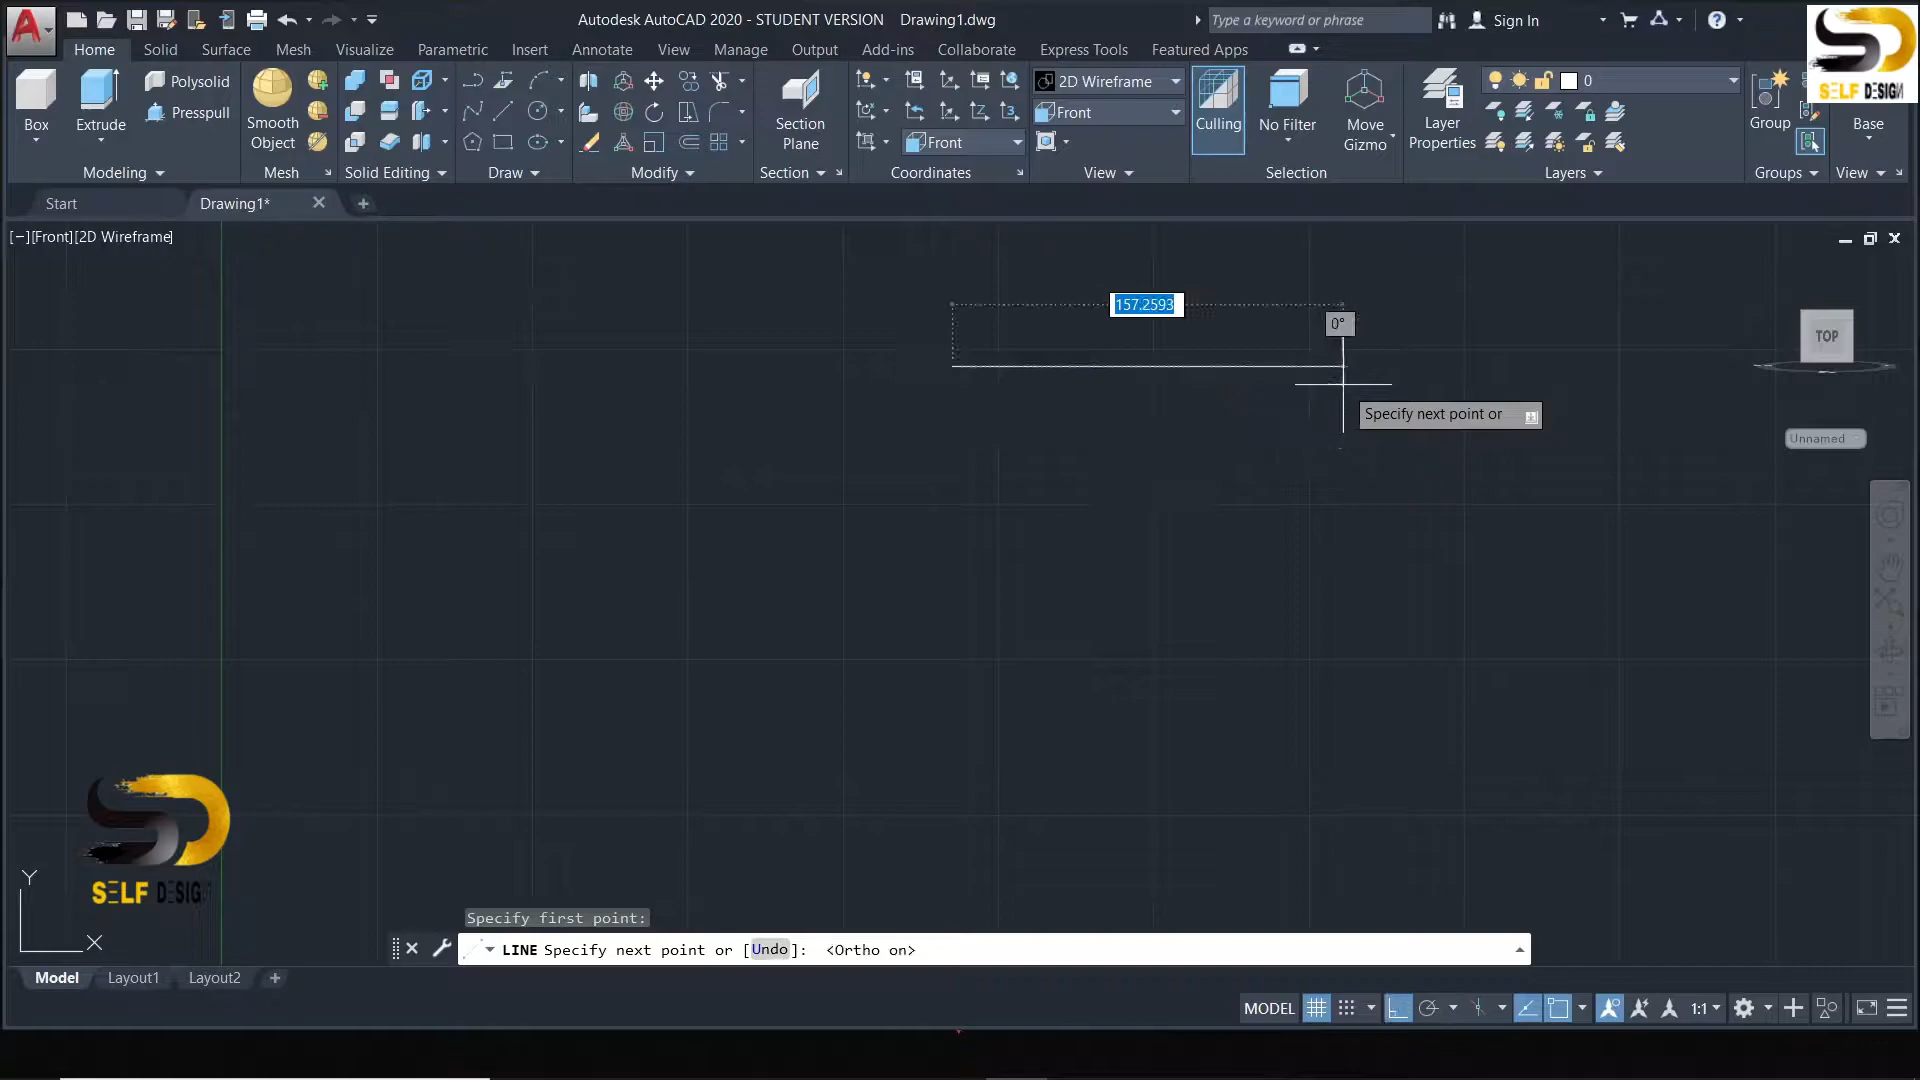 Autodesk AutoCAD 2020 - STUDENT VERSION Drawing1.dwg
Type a keyword or phrase
Sign In
Home Solid Surface Mesh Visualize Parametric Insert Annotate View Manage Output Add-ins Collaborate Express Tools Featured Apps
Box
Extrude
Polysolid
Presspull
Smooth
Object
Section
Plane
Front
2D Wireframe
Front
Culling
No Filter
Move
Gizmo
Layer
Properties
0
Group
Base
SELF DESIGN
Modeling Mesh Solid Editing Draw Modify Section Coordinates View Selection Layers Groups View
Start Drawing1*
[−][Front][2D Wireframe]
157.2593
0°
TOP
Specify next point or
Unnamed
SELF DESIG
Y
X
Specify first point:
LINE Specify next point or [Undo]: <Ortho on>
Model Layout1 Layout2
MODEL
1:1